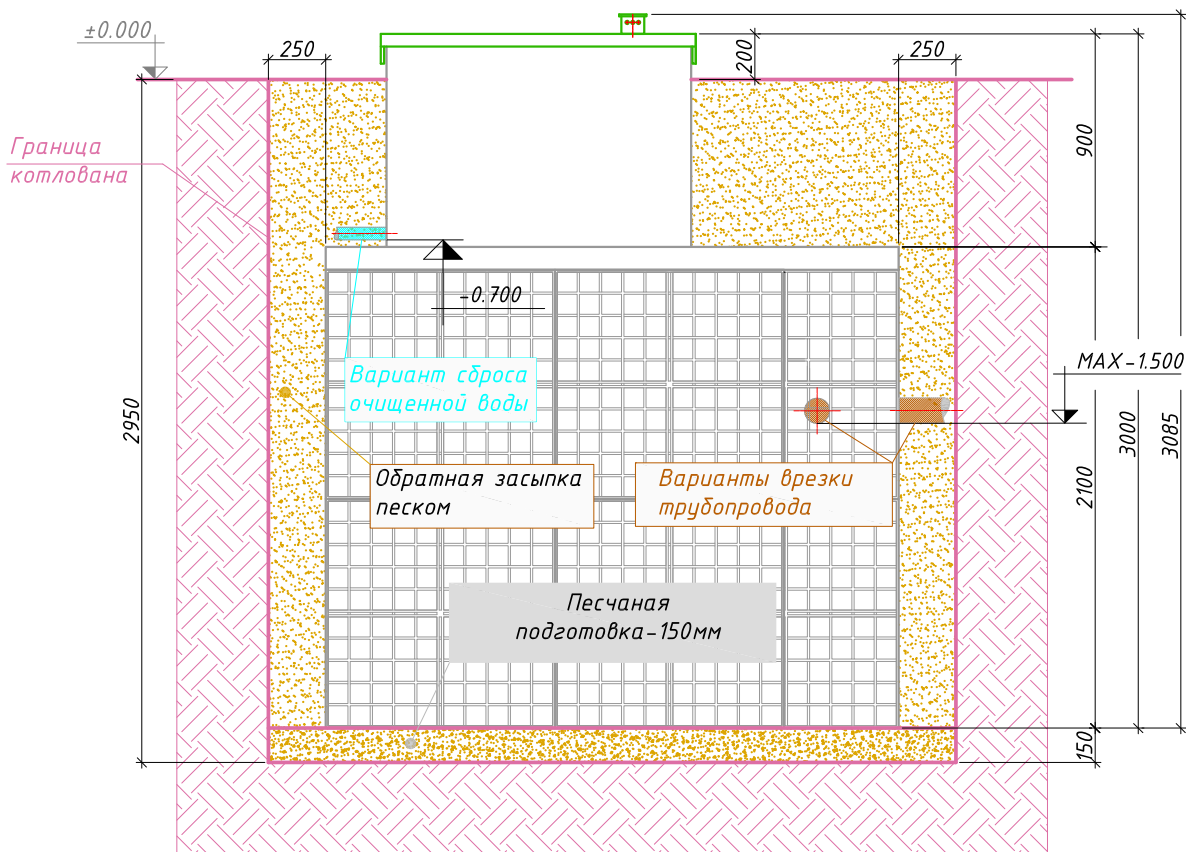 ±0.000
250
200
250
Граница
котлована
900
-0.700
MAX-1.500
Вариант сброса
очищенной воды
2950
3000
3085
Обратная засыпка
песком
Варианты врезки
трубопровода
2100
Песчаная
подготовка-150мм
150